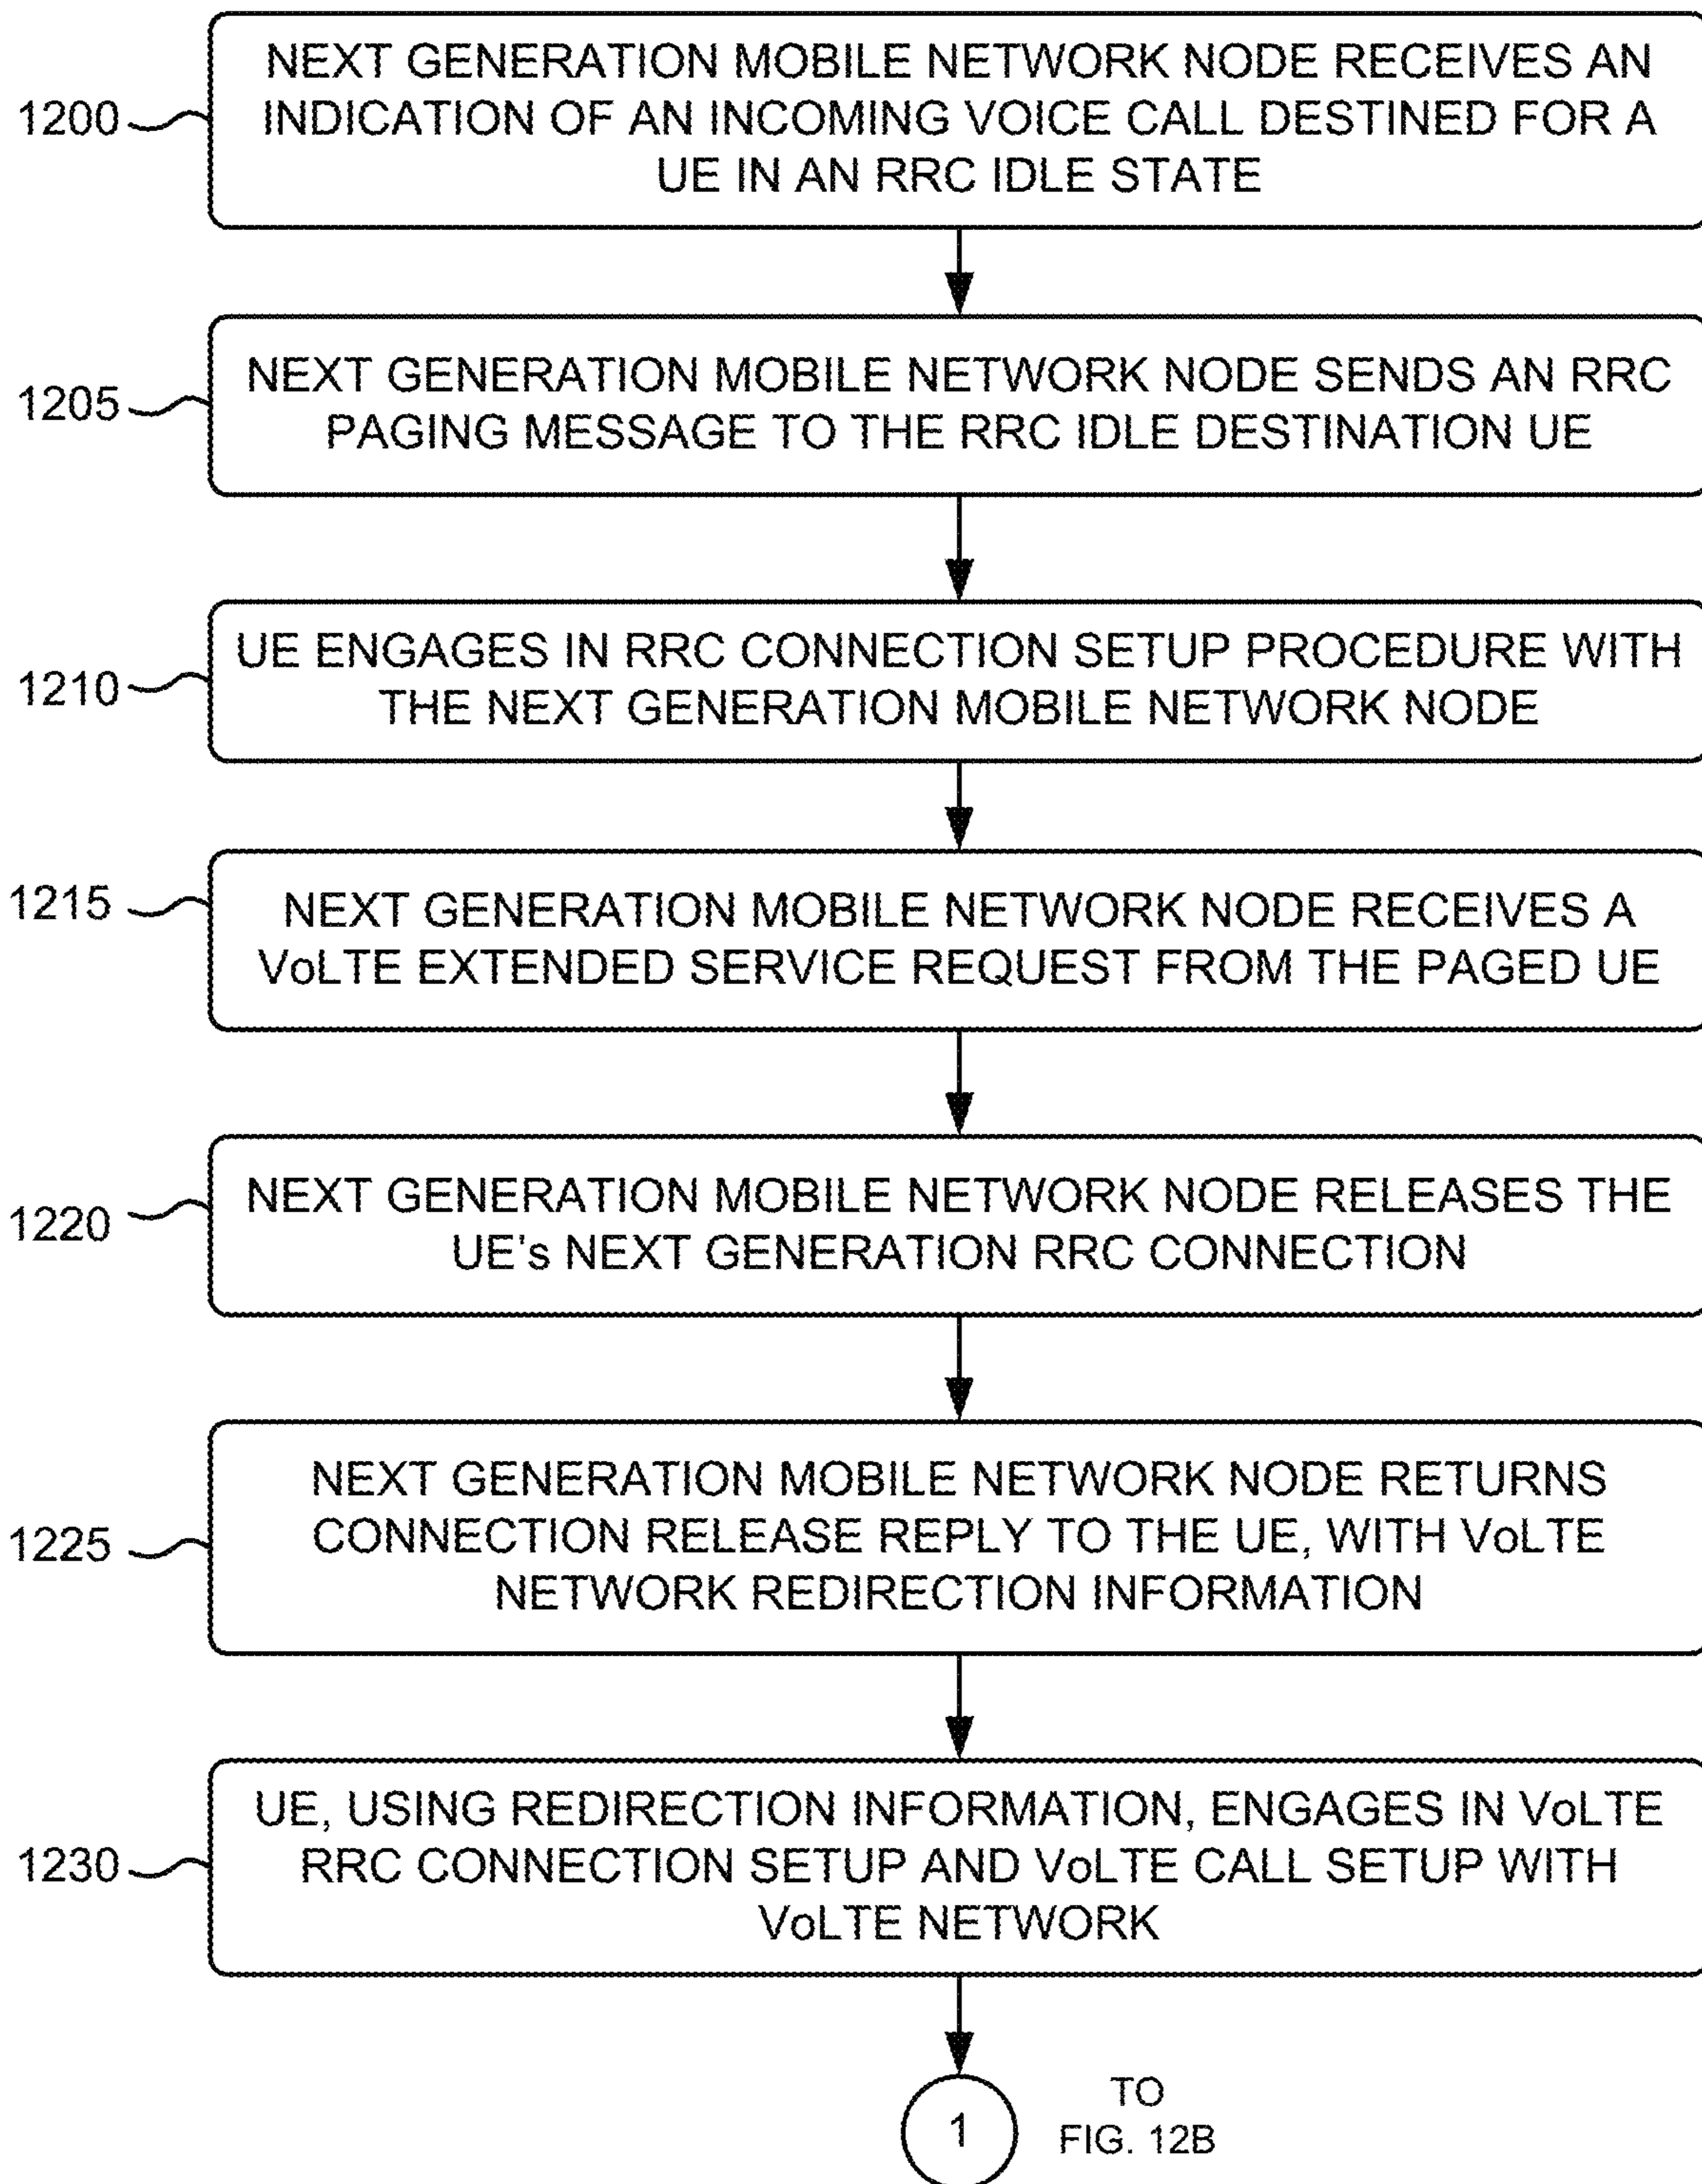 1200
NEXT GENERATION MOBILE NETWORK NODE RECEIVES AN
INDICATION OF AN INCOMING VOICE CALL DESTINED FOR A
UE IN AN RRC IDLE STATE
1205
NEXT GENERATION MOBILE NETWORK NODE SENDS AN RRC
PAGING MESSAGE TO THE RRC IDLE DESTINATION UE
1210
UE ENGAGES IN RRC CONNECTION SETUP PROCEDURE WITH
THE NEXT GENERATION MOBILE NETWORK NODE
1215
NEXT GENERATION MOBILE NETWORK NODE RECEIVES A
VoLTE EXTENDED SERVICE REQUEST FROM THE PAGED UE
1220
NEXT GENERATION MOBILE NETWORK NODE RELEASES THE
UE's NEXT GENERATION RRC CONNECTION
1225
NEXT GENERATION MOBILE NETWORK NODE RETURNS
CONNECTION RELEASE REPLY TO THE UE, WITH VoLTE
NETWORK REDIRECTION INFORMATION
1230
UE, USING REDIRECTION INFORMATION, ENGAGES IN VoLTE
RRC CONNECTION SETUP AND VoLTE CALL SETUP WITH
VoLTE NETWORK
1
TO
FIG. 12B